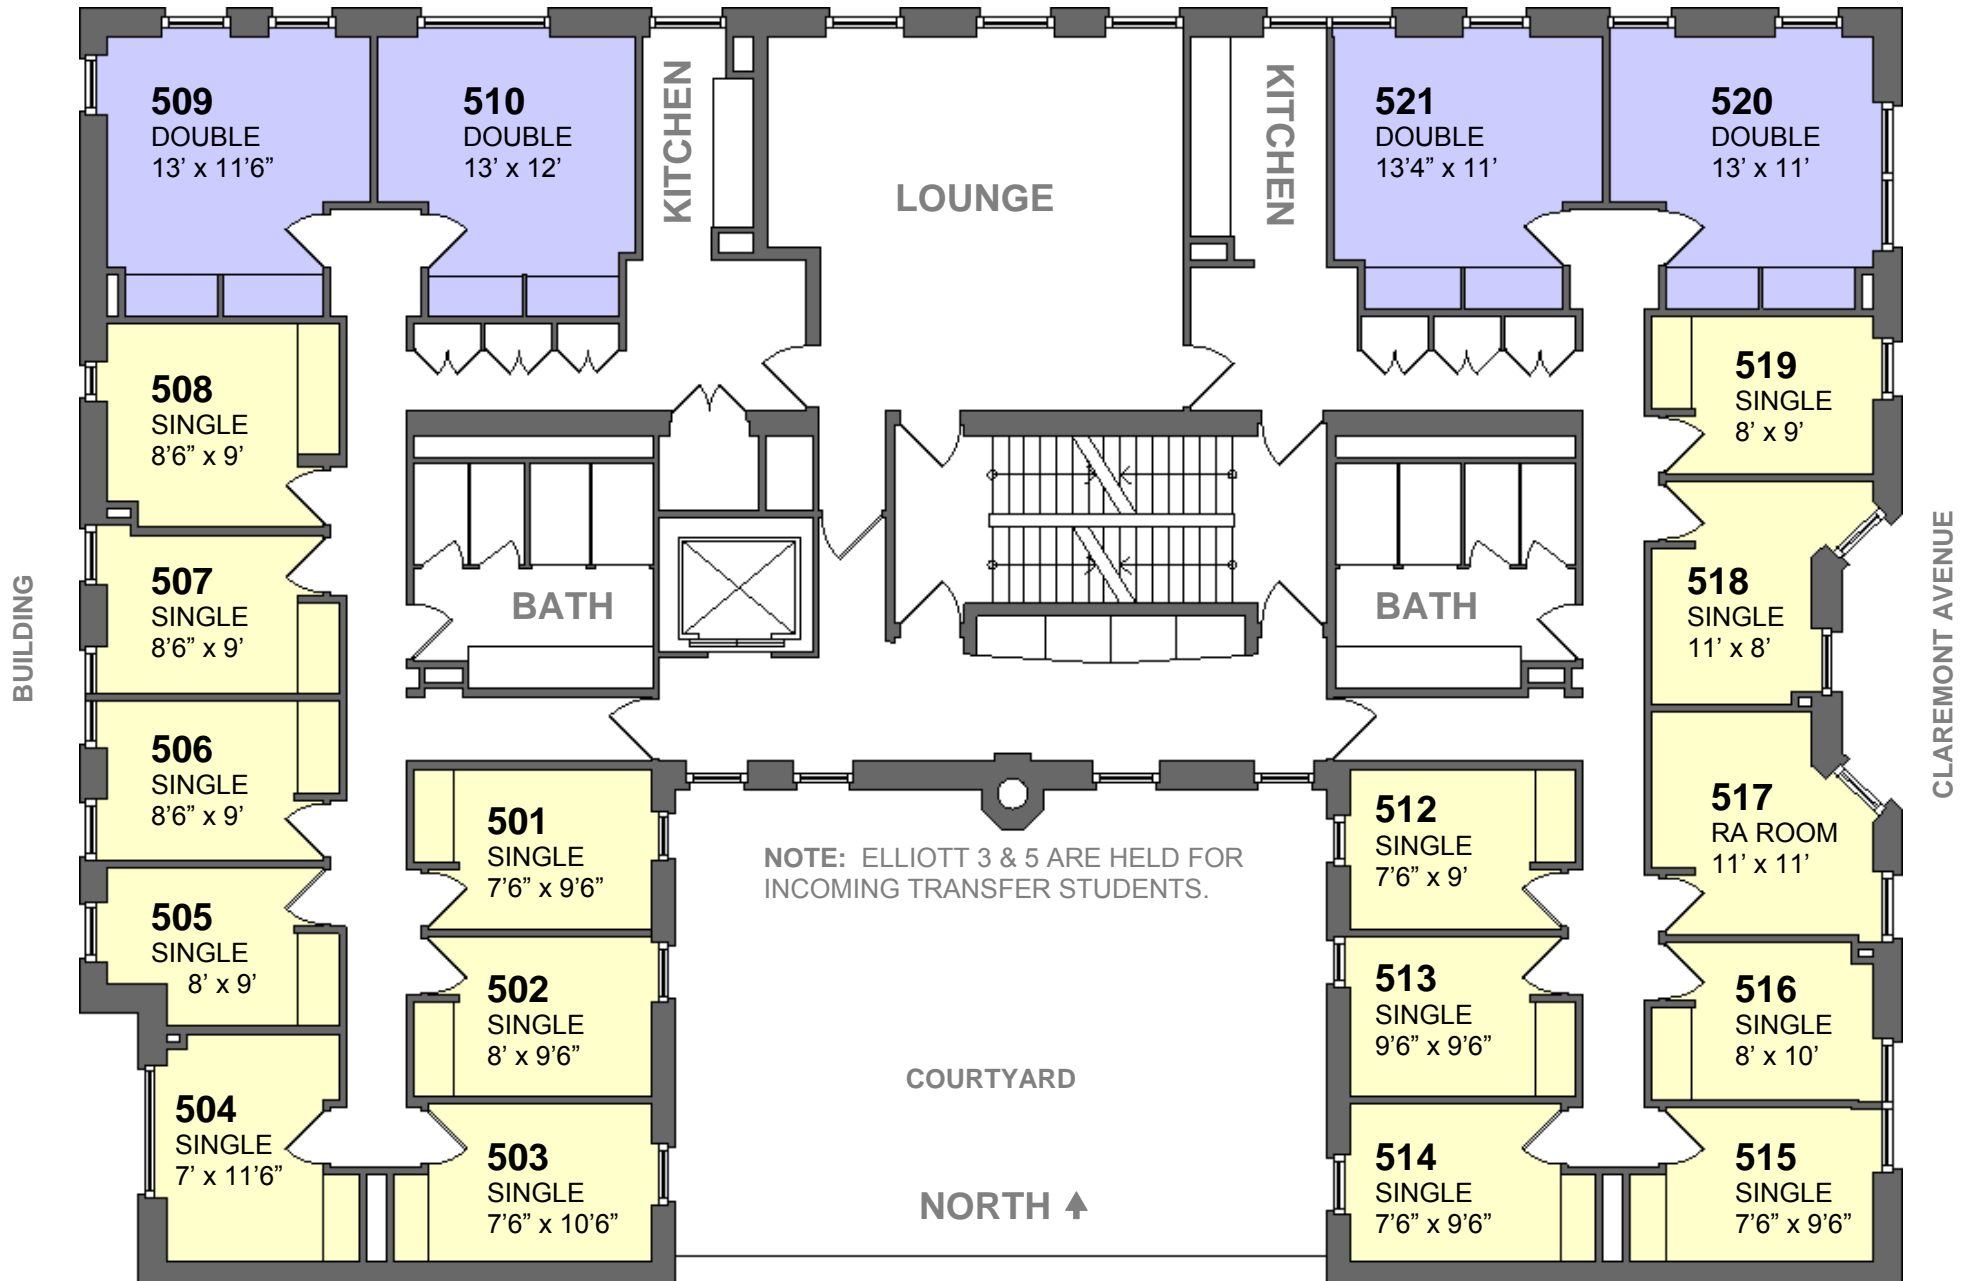 509
DOUBLE
13’ x 11’6”
510
DOUBLE
13’ x 12’
KITCHEN
LOUNGE
KITCHEN
521
DOUBLE
13’4” x 11’
520
DOUBLE
13’ x 11’
508
SINGLE
8’6” x 9’
519
SINGLE
8’ x 9’
507
SINGLE
8’6” x 9’
BATH
BATH
518
SINGLE
11’ x 8’
BUILDING
CLAREMONT AVENUE
506
SINGLE
8’6” x 9’
501
SINGLE
7’6” x 9’6”
NOTE: ELLIOTT 3 & 5 ARE HELD FOR
INCOMING TRANSFER STUDENTS.
512
SINGLE
7’6” x 9’
517
RA ROOM
11’ x 11’
505
SINGLE
8’ x 9’
502
SINGLE
8’ x 9’6”
513
SINGLE
9’6” x 9’6”
516
SINGLE
8’ x 10’
COURTYARD
504
SINGLE
7’ x 11’6”
503
SINGLE
7’6” x 10’6”
NORTH
514
SINGLE
7’6” x 9’6”
515
SINGLE
7’6” x 9’6”